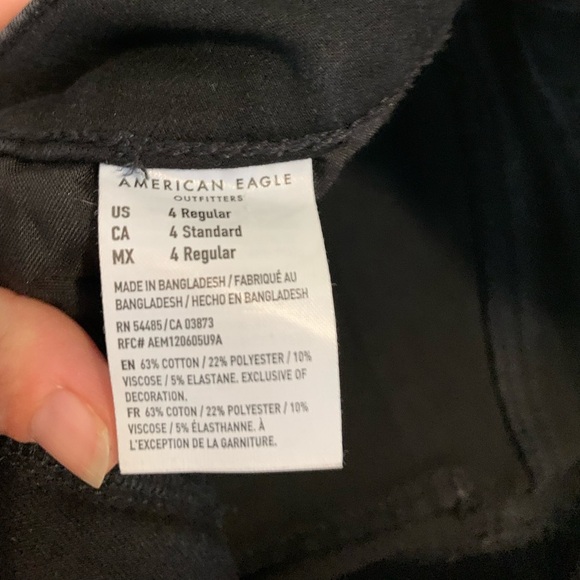 AMERICAN EAGLE
OUTFITTERS
US 4 Regular
CA 4 Standard
MX 4 Regular
MADE IN BANGLADESH / FABRIQUÉ AU
BANGLADESH / HECHO EN BANGLADESH
RN 54485 / CA 03873
RFC# AEM120605U9A
EN 63% COTTON / 22% POLYESTER / 10%
VISCOSE / 5% ELASTANE. EXCLUSIVE OF
DECORATION.
FR 63% COTON / 22% POLYESTER / 10%
VISCOSE / 5% ÉLASTHANNE. À
L'EXCEPTION DE LA GARNITURE.